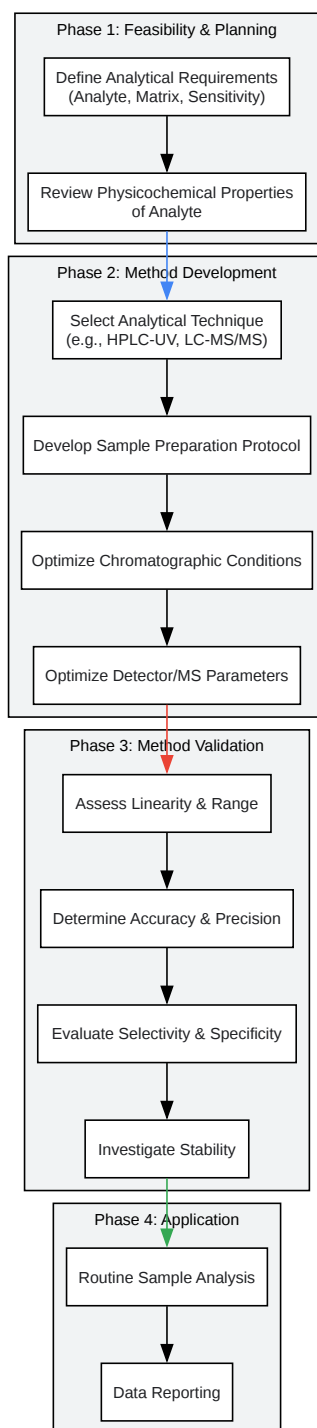 Phase 1: Feasibility & Planning
Define Analytical Requirements
(Analyte, Matrix, Sensitivity)
Review Physicochemical Properties
of Analyte
Phase 2: Method Development
Select Analytical Technique
(e.g., HPLC-UV, LC-MS/MS)
Develop Sample Preparation Protocol
Optimize Chromatographic Conditions
Optimize Detector/MS Parameters
Phase 3: Method Validation
Assess Linearity & Range
Determine Accuracy & Precision
Evaluate Selectivity & Specificity
Investigate Stability
Phase 4: Application
Routine Sample Analysis
Data Reporting